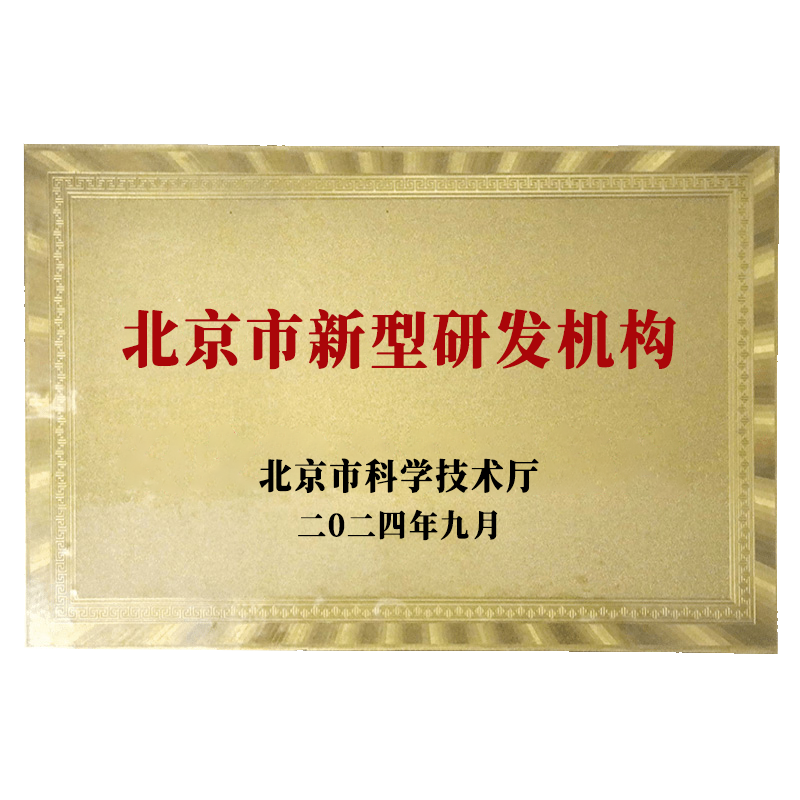 北京市新型研发机构
北京市科学技术厅
二0二四年九月